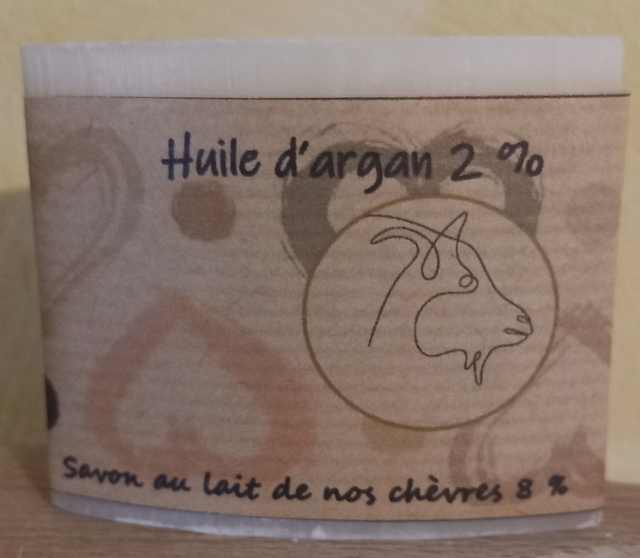 Huile d'argan 2 %
Savon au lait de nos chèvres 8 %